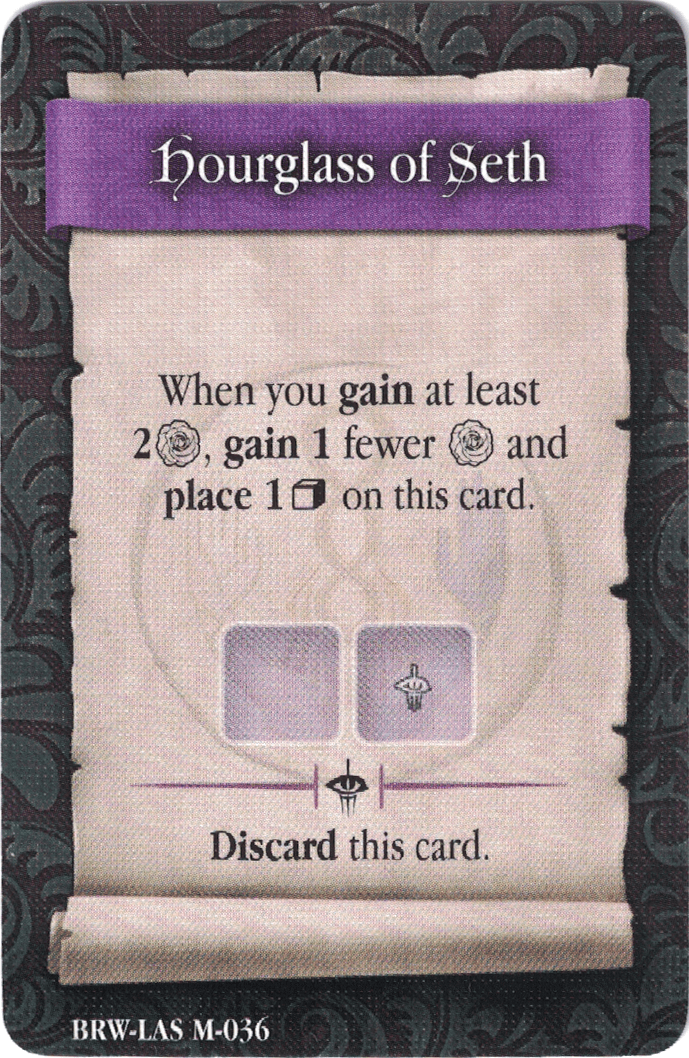 Hourglass of Seth
When you gain at least
2, gain 1 fewer and
place 1 on this card.
Discard this card.
BRW-LAS M-036